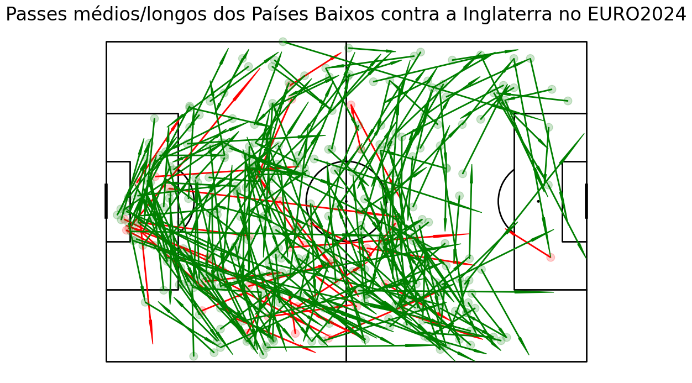 Passes médios/longos dos Países Baixos contra a Inglaterra no EURO2024